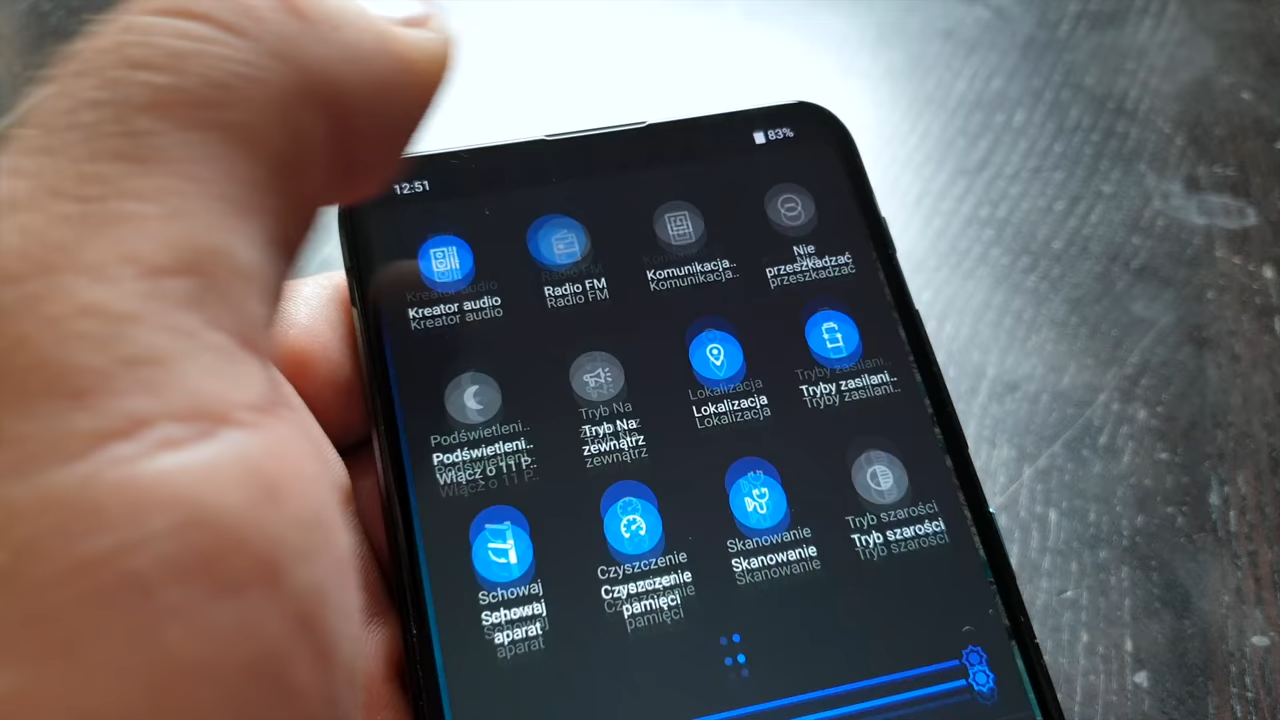 12:51
83%
Kreator audio
Radio FM
Komunikacja..
Nie
przeszkadzać
Podświetleni..
Włącz o 11 P..
Tryb Na
zewnątrz
Lokalizacja
Tryby zasilani..
Schowaj
aparat
Czyszczenie
pamięci
Skanowanie
Tryb szarości